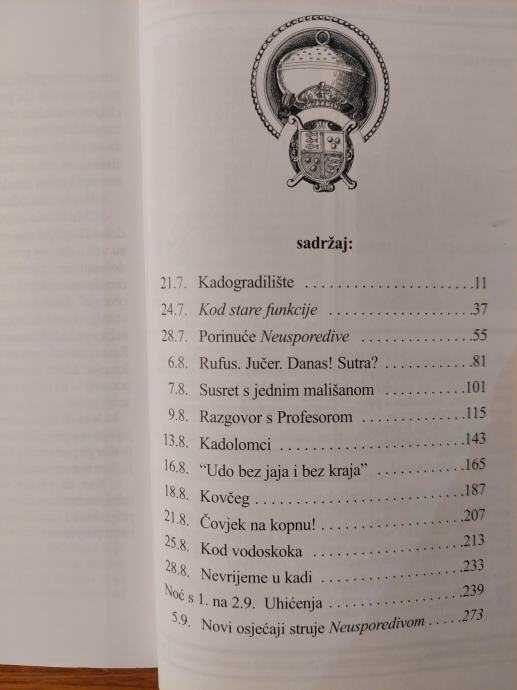 sadržaj:
21.7. Kadogradilište ........................11
24.7. Kod stare funkcije ......................37
28.7. Porinuće Neusporedive ................55
6.8. Rufus. Jučer. Danas! Sutra? ............81
7.8. Susret s jednim mališanom ...........101
9.8. Razgovor s Profesorom ..............115
13.8. Kadolomci ..........................143
16.8. “Udo bez jaja i bez kraja” ............165
18.8. Kovčeg .............................187
21.8. Čovjek na kopnu! ....................207
25.8. Kod vodoskoka .....................213
28.8. Nevrijeme u kadi ...................233
Noć s 1. na 2.9. Uhićenja ..................239
5.9. Novi osjećaji struje Neusporedivom .....273